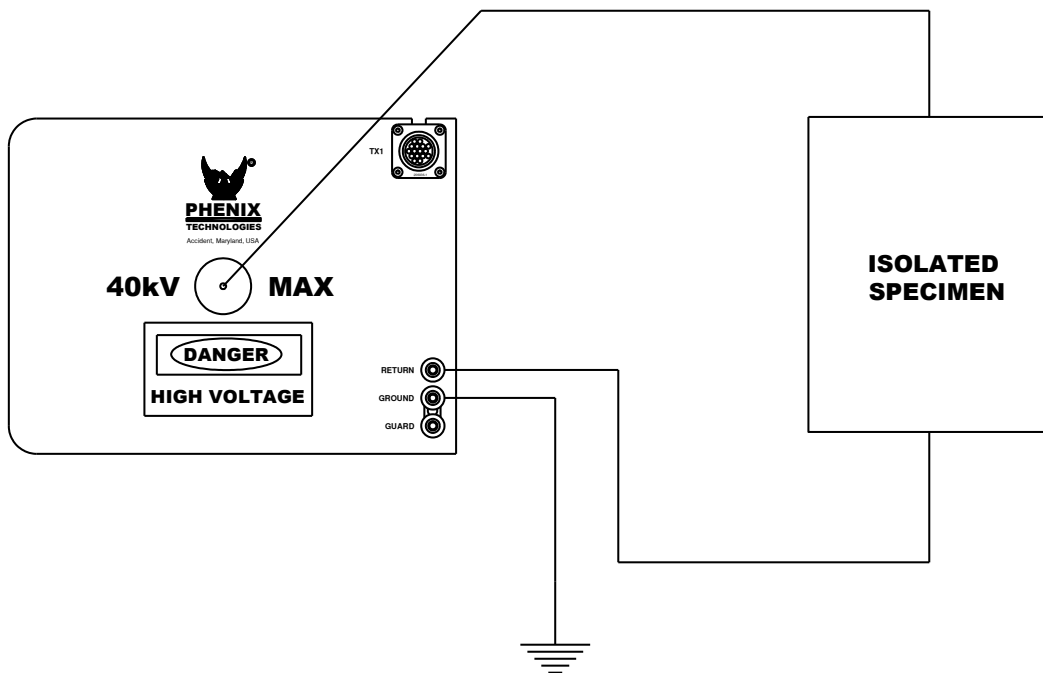 TX1
PHENIX
TECHNOLOGIES
Accident, Maryland, USA
40kV MAX
DANGER
HIGH VOLTAGE
RETURN
GROUND
GUARD
ISOLATED
SPECIMEN